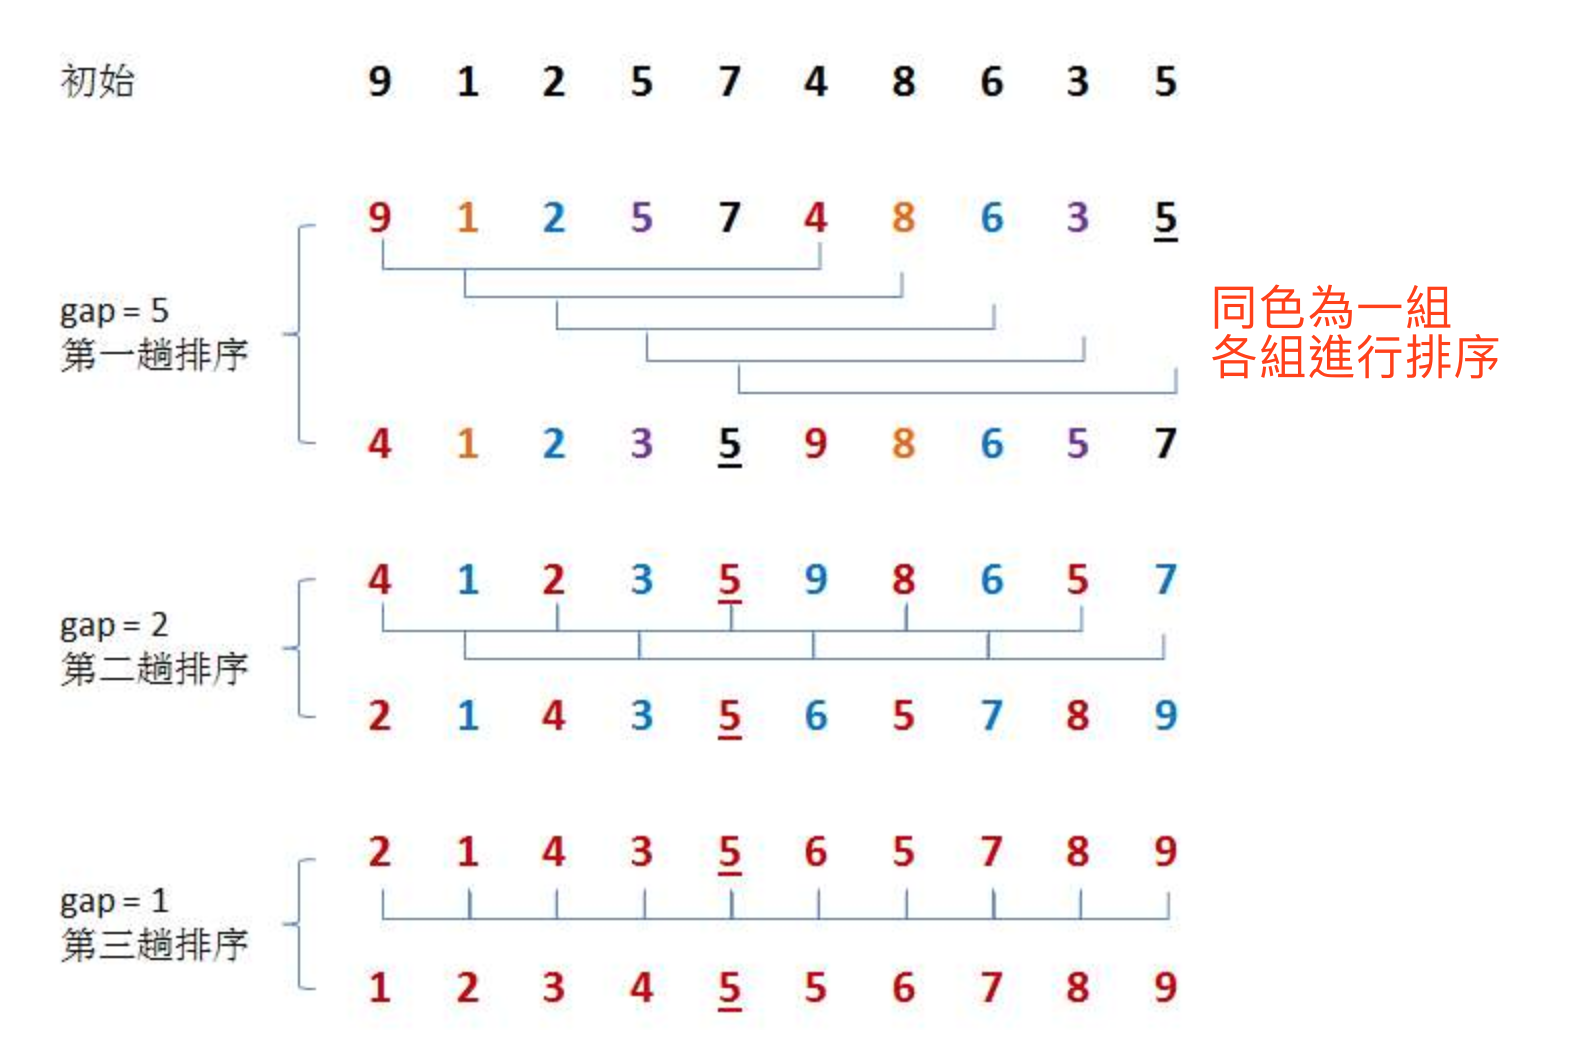 初始 9 1 2 5 7 4 8 6 3 5
9 1 2 5 7 4 8 6 3 5
gap = 5
第一趟排序
同色為一組
各組進行排序
4 1 2 3 5 9 8 6 5 7
4 1 2 3 5 9 8 6 5 7
gap = 2
第二趟排序
2 1 4 3 5 6 5 7 8 9
2 1 4 3 5 6 5 7 8 9
gap = 1
第三趟排序
1 2 3 4 5 5 6 7 8 9